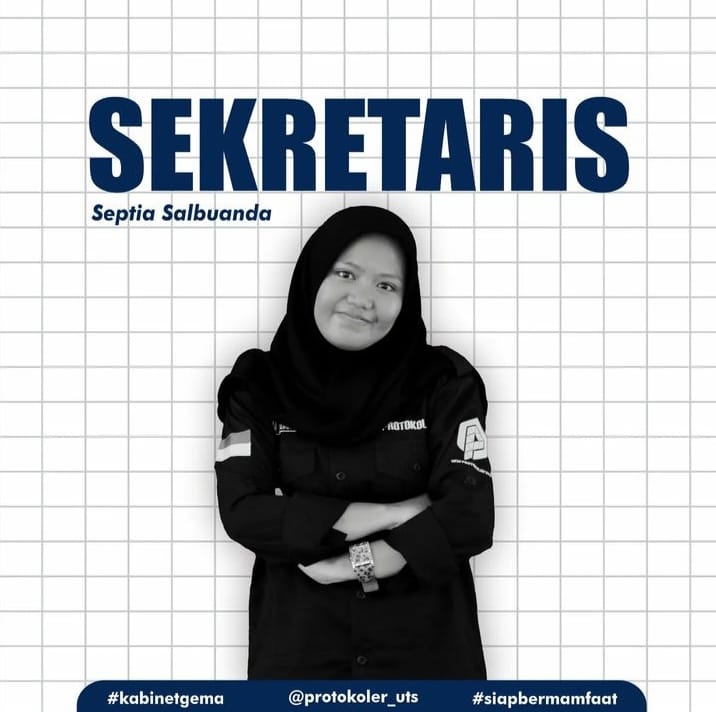 SEKRETARIS
Septia Salbuanda
PROTOKOL
#kabinetgema @protokoler_uts #siapbermamfaat